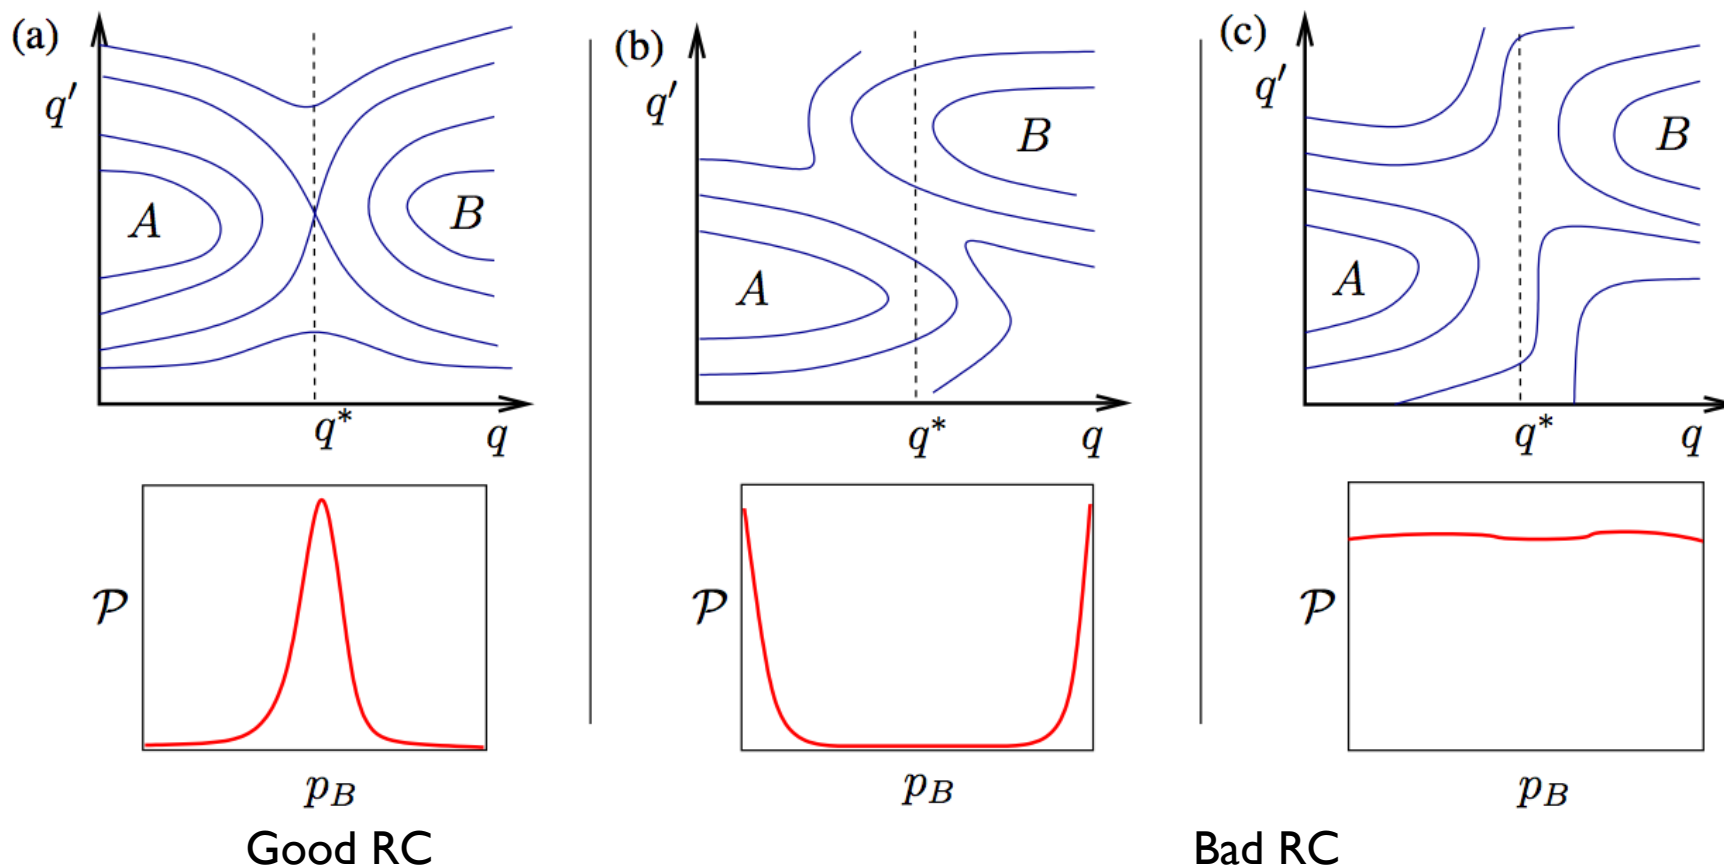 (a)
q′
A
B
q*
q
𝒫
p_B
Good RC
(b)
q′
A
B
q*
q
𝒫
p_B
(c)
q′
A
B
q*
q
𝒫
p_B
Bad RC